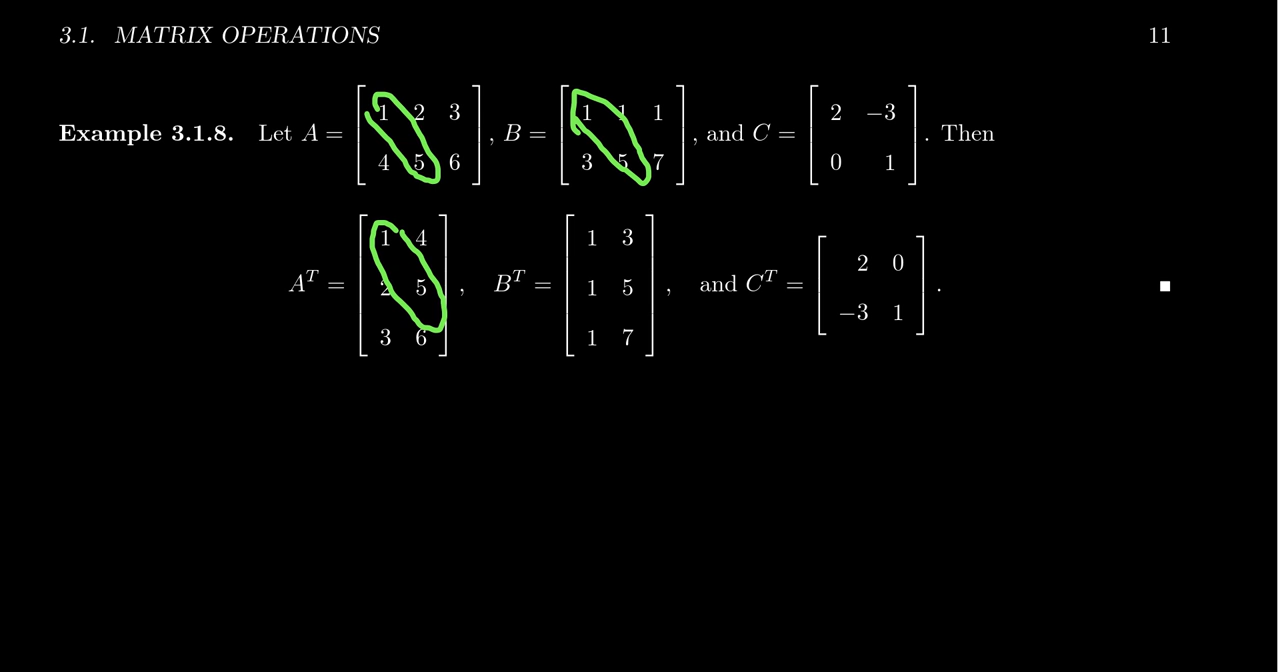 3.1. MATRIX OPERATIONS 11
Example 3.1.8. Let A = [ 1 2 3 ; 4 5 6 ], B = [ 1 1 1 ; 3 5 7 ], and C = [ 2 −3 ; 0 1 ]. Then
A^T = [ 1 4 ; 2 5 ; 3 6 ], B^T = [ 1 3 ; 1 5 ; 1 7 ], and C^T = [ 2 0 ; −3 1 ]. ■